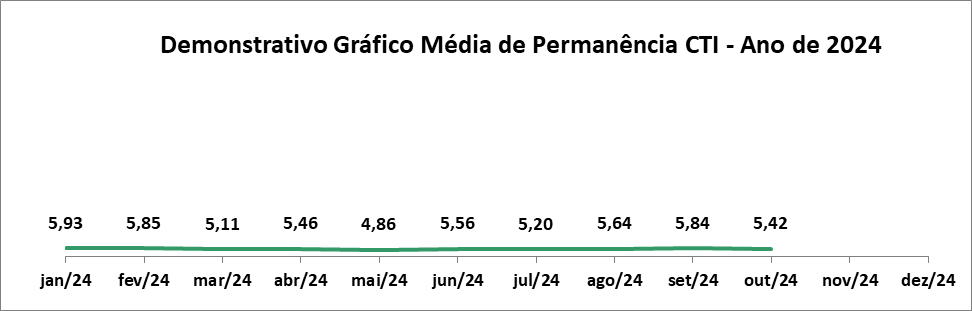 Demonstrativo Gráfico Média de Permanência CTI - Ano de 2024
5,93 5,85 5,11 5,46 4,86 5,56 5,20 5,64 5,84 5,42
jan/24 fev/24 mar/24 abr/24 mai/24 jun/24 jul/24 ago/24 set/24 out/24 nov/24 dez/24